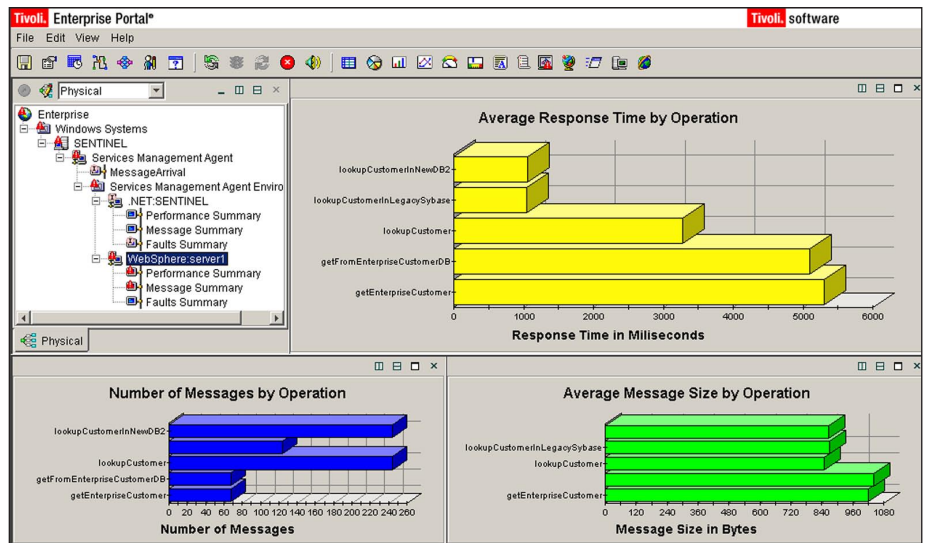 Tivoli. Enterprise Portal®
Tivoli. software
File Edit View Help
Physical
Enterprise
Windows Systems
SENTINEL
Services Management Agent
MessageArrival
Services Management Agent Enviro
.NET:SENTINEL
Performance Summary
Message Summary
Faults Summary
WebSphere:server1
Performance Summary
Message Summary
Faults Summary
Physical
Average Response Time by Operation
lookupCustomerInNewDB2
lookupCustomerInLegacySybase
lookupCustomer
getFromEnterpriseCustomerDB
getEnterpriseCustomer
0 1000 2000 3000 4000 5000 6000
Response Time in Miliseconds
Number of Messages by Operation
lookupCustomerInNewDB2
lookupCustomer
getFromEnterpriseCustomerDB
getEnterpriseCustomer
0 20 40 60 80 100 120 140 160 180 200 220 240 260
Number of Messages
Average Message Size by Operation
lookupCustomerInLegacySybase
lookupCustomer
getEnterpriseCustomer
0 120 240 360 480 600 720 840 960 1080
Message Size in Bytes